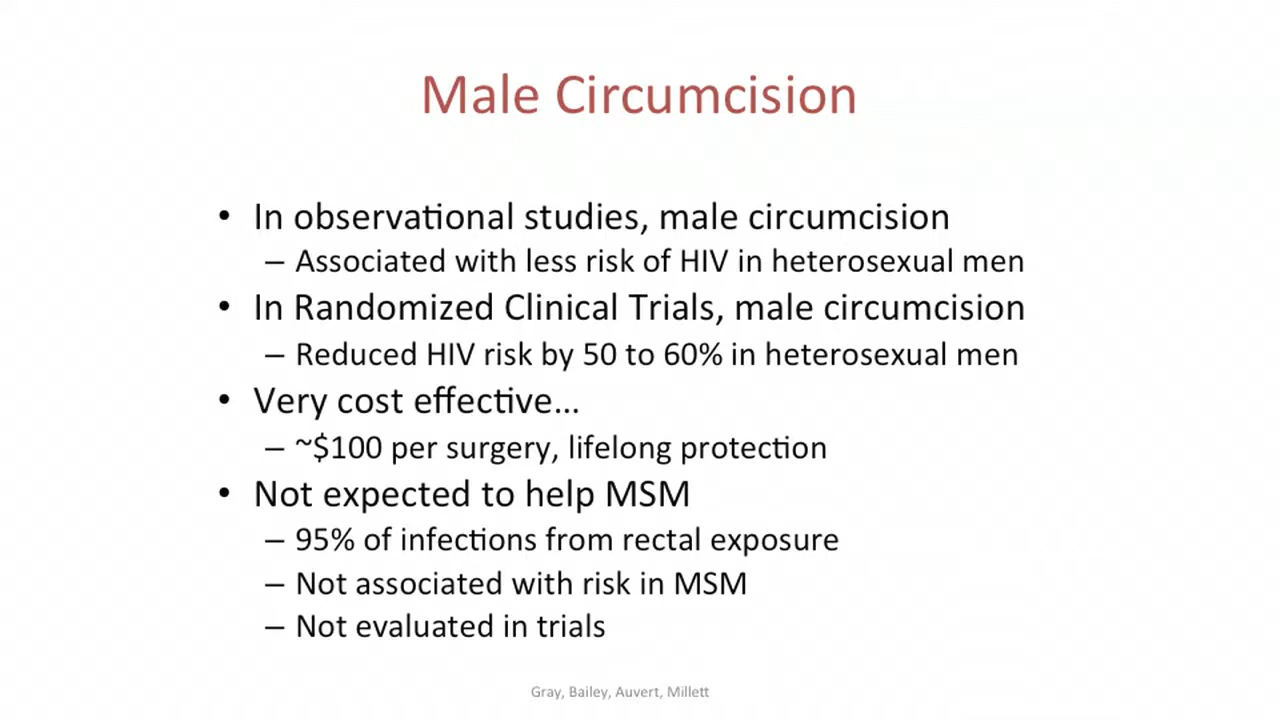 Male Circumcision
• In observational studies, male circumcision
– Associated with less risk of HIV in heterosexual men
• In Randomized Clinical Trials, male circumcision
– Reduced HIV risk by 50 to 60% in heterosexual men
• Very cost effective…
– ~$100 per surgery, lifelong protection
• Not expected to help MSM
– 95% of infections from rectal exposure
– Not associated with risk in MSM
– Not evaluated in trials
Gray, Bailey, Auvert, Millett